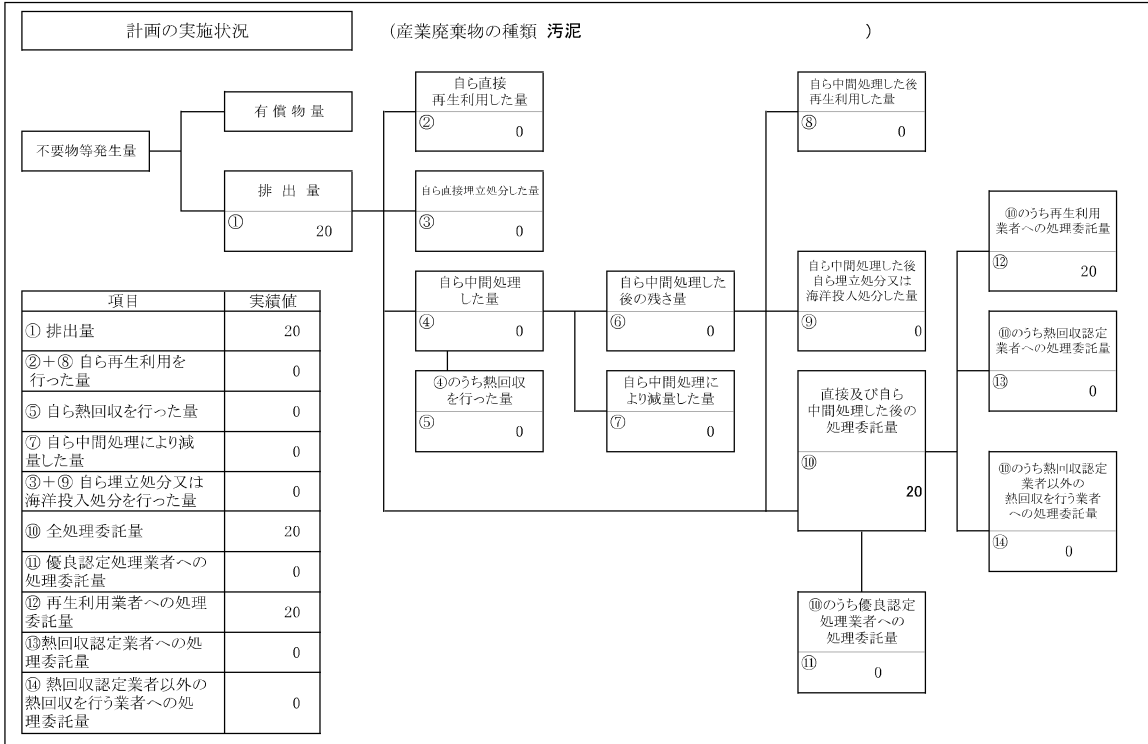 計画の実施状況
(産業廃棄物の種類 汚泥 )
不要物等発生量
有償物量
排出量
①
20
自ら直接
再生利用した量
②
0
自ら直接埋立処分した量
③
0
自ら中間処理
した量
④
0
④のうち熱回収
を行った量
⑤
0
自ら中間処理した
後の残さ量
⑥
0
自ら中間処理に
より減量した量
⑦
0
自ら中間処理した後
再生利用した量
⑧
0
自ら中間処理した後
自ら埋立処分又は
海洋投入処分した量
⑨
0
直接及び自ら
中間処理した後の
処理委託量
⑩
20
⑩のうち優良認定
処理業者への
処理委託量
⑪
0
⑩のうち再生利用
業者への処理委託量
⑫
20
⑩のうち熱回収認定
業者への処理委託量
⑬
0
⑩のうち熱回収認定
業者以外の
熱回収を行う業者
への処理委託量
⑭
0
項目 実績値
① 排出量 20
②+⑧ 自ら再生利用を
行った量 0
⑤ 自ら熱回収を行った量 0
⑦ 自ら中間処理により減
量した量 0
③+⑨ 自ら埋立処分又は
海洋投入処分を行った量 0
⑩ 全処理委託量 20
⑪ 優良認定処理業者への
処理委託量 0
⑫ 再生利用業者への処理
委託量 20
⑬熱回収認定業者への処
理委託量 0
⑭ 熱回収認定業者以外の
熱回収を行う業者への処
理委託量 0